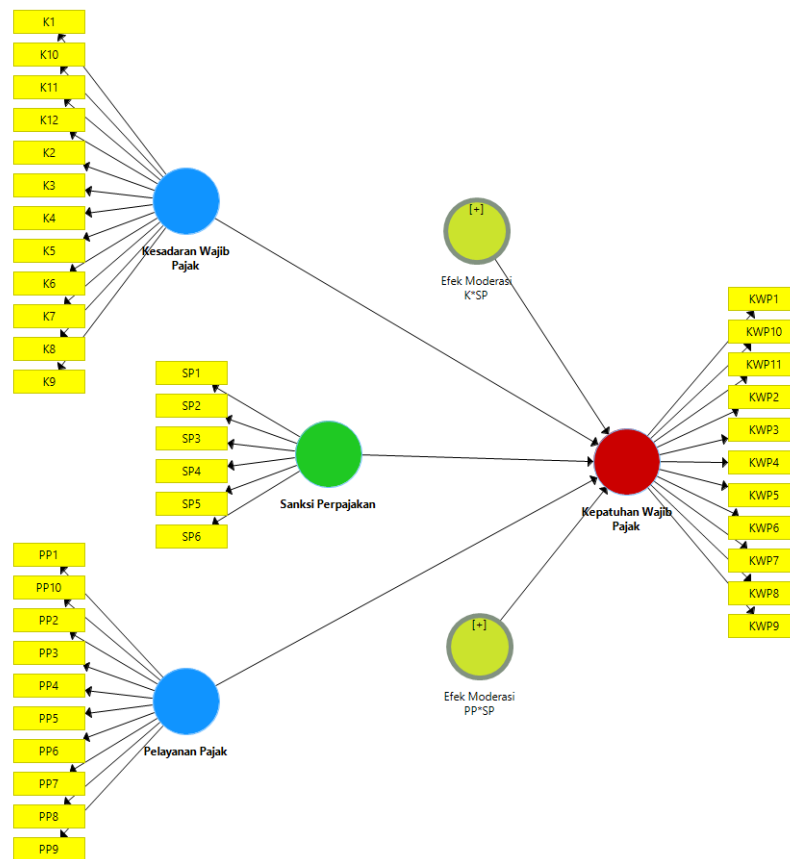 K1
K10
K11
K12
K2
K3
K4
K5
K6
K7
K8
K9
Kesadaran Wajib
Pajak
[+]
Efek Moderasi
K*SP
SP1
SP2
SP3
SP4
SP5
SP6
Sanksi Perpajakan
KWP1
KWP10
KWP11
KWP2
KWP3
KWP4
KWP5
KWP6
KWP7
KWP8
KWP9
Kepatuhan Wajib
Pajak
PP1
PP10
PP2
PP3
PP4
PP5
PP6
PP7
PP8
PP9
Pelayanan Pajak
[+]
Efek Moderasi
PP*SP